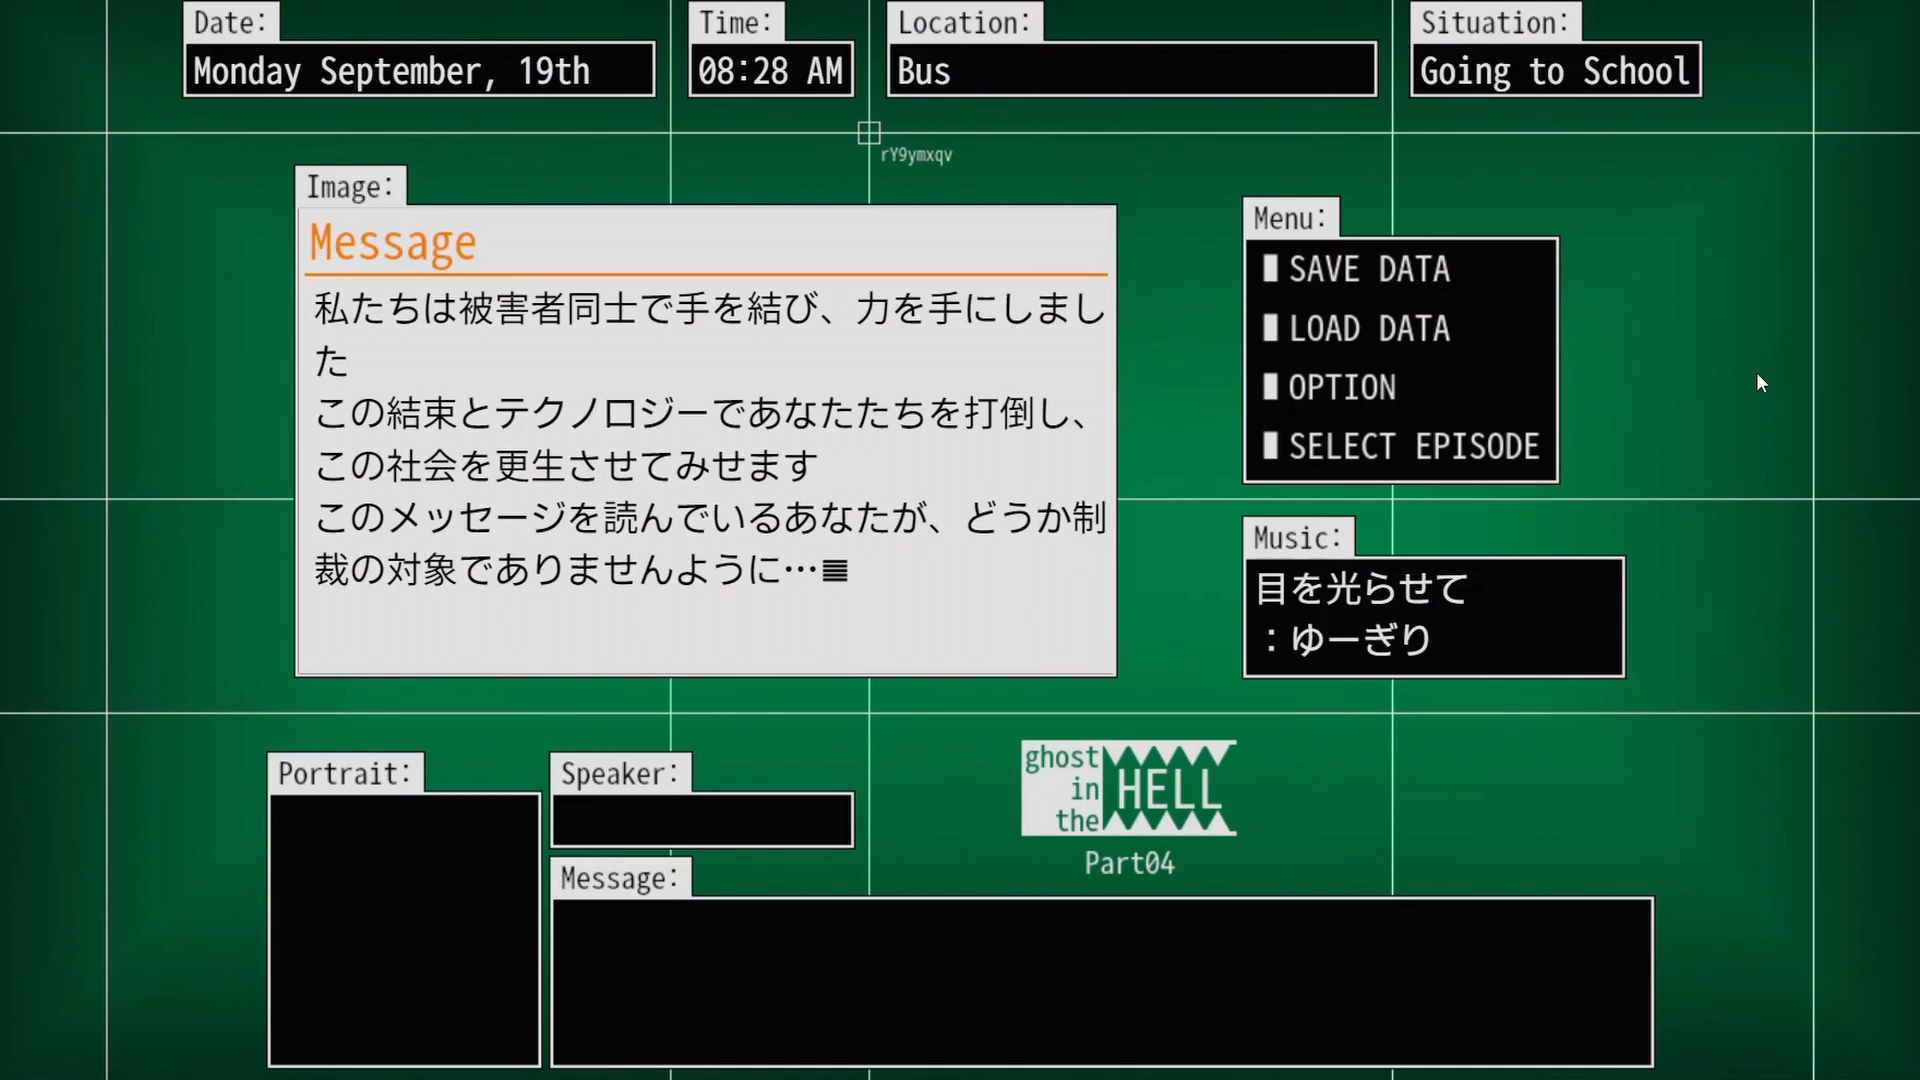 Date:
Monday September, 19th
Time:
08:28 AM
Location:
Bus
Situation:
Going to School
rY9ymxqv
Image:
Message
私たちは被害者同士で手を結び、力を手にしまし
た
この結束とテクノロジーであなたたちを打倒し、
この社会を更生させてみせます
このメッセージを読んでいるあなたが、どうか制
裁の対象でありませんように…
Menu:
SAVE DATA
LOAD DATA
OPTION
SELECT EPISODE
Music:
目を光らせて
：ゆーぎり
Portrait:
Speaker:
Message:
ghost
in
the
HELL
Part04